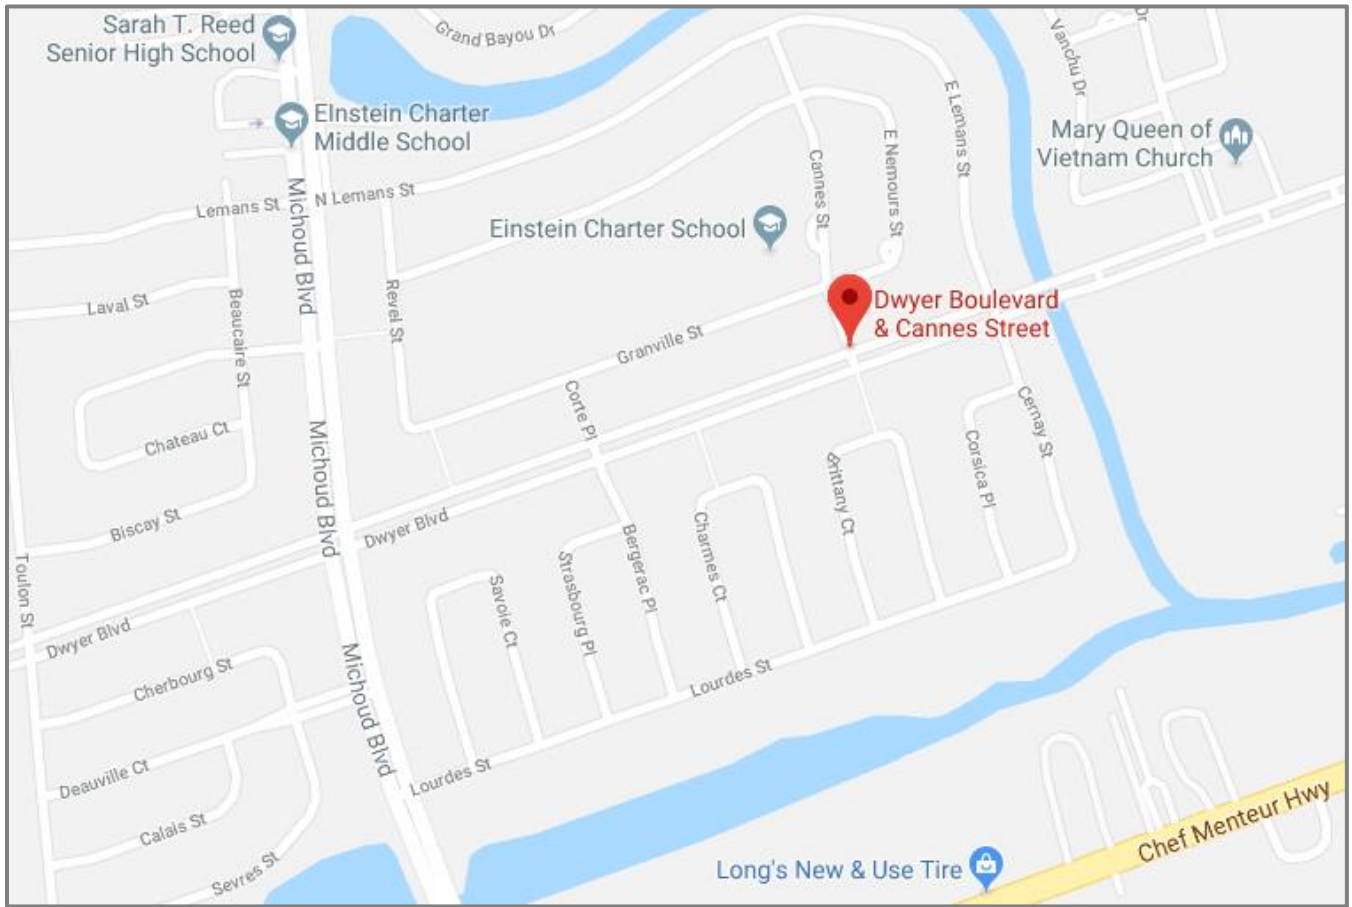 Sarah T. Reed
Senior High School
Grand Bayou Dr
Vanchu Dr
Dr
EInstein Charter
Middle School
E Lemans St
Mary Queen of
Vietnam Church
E Nemours St
Cannes St
Lemans St
N Lemans St
Michoud Blvd
Einstein Charter School
Laval St
Beaucaire St
Revel St
Dwyer Boulevard
& Cannes Street
Granville St
Corte Pl
Cernay St
Chateau Ct
Michoud Blvd
Corsica Pl
Brittany Ct
Biscay St
Dwyer Blvd
Charmes Ct
Bergerac Pl
Strasbourg Pl
Savoie Ct
Toulon St
Dwyer Blvd
Cherbourg St
Michoud Blvd
Lourdes St
Lourdes St
Deauville Ct
Calais St
Sevres St
Chef Menteur Hwy
Long's New & Use Tire